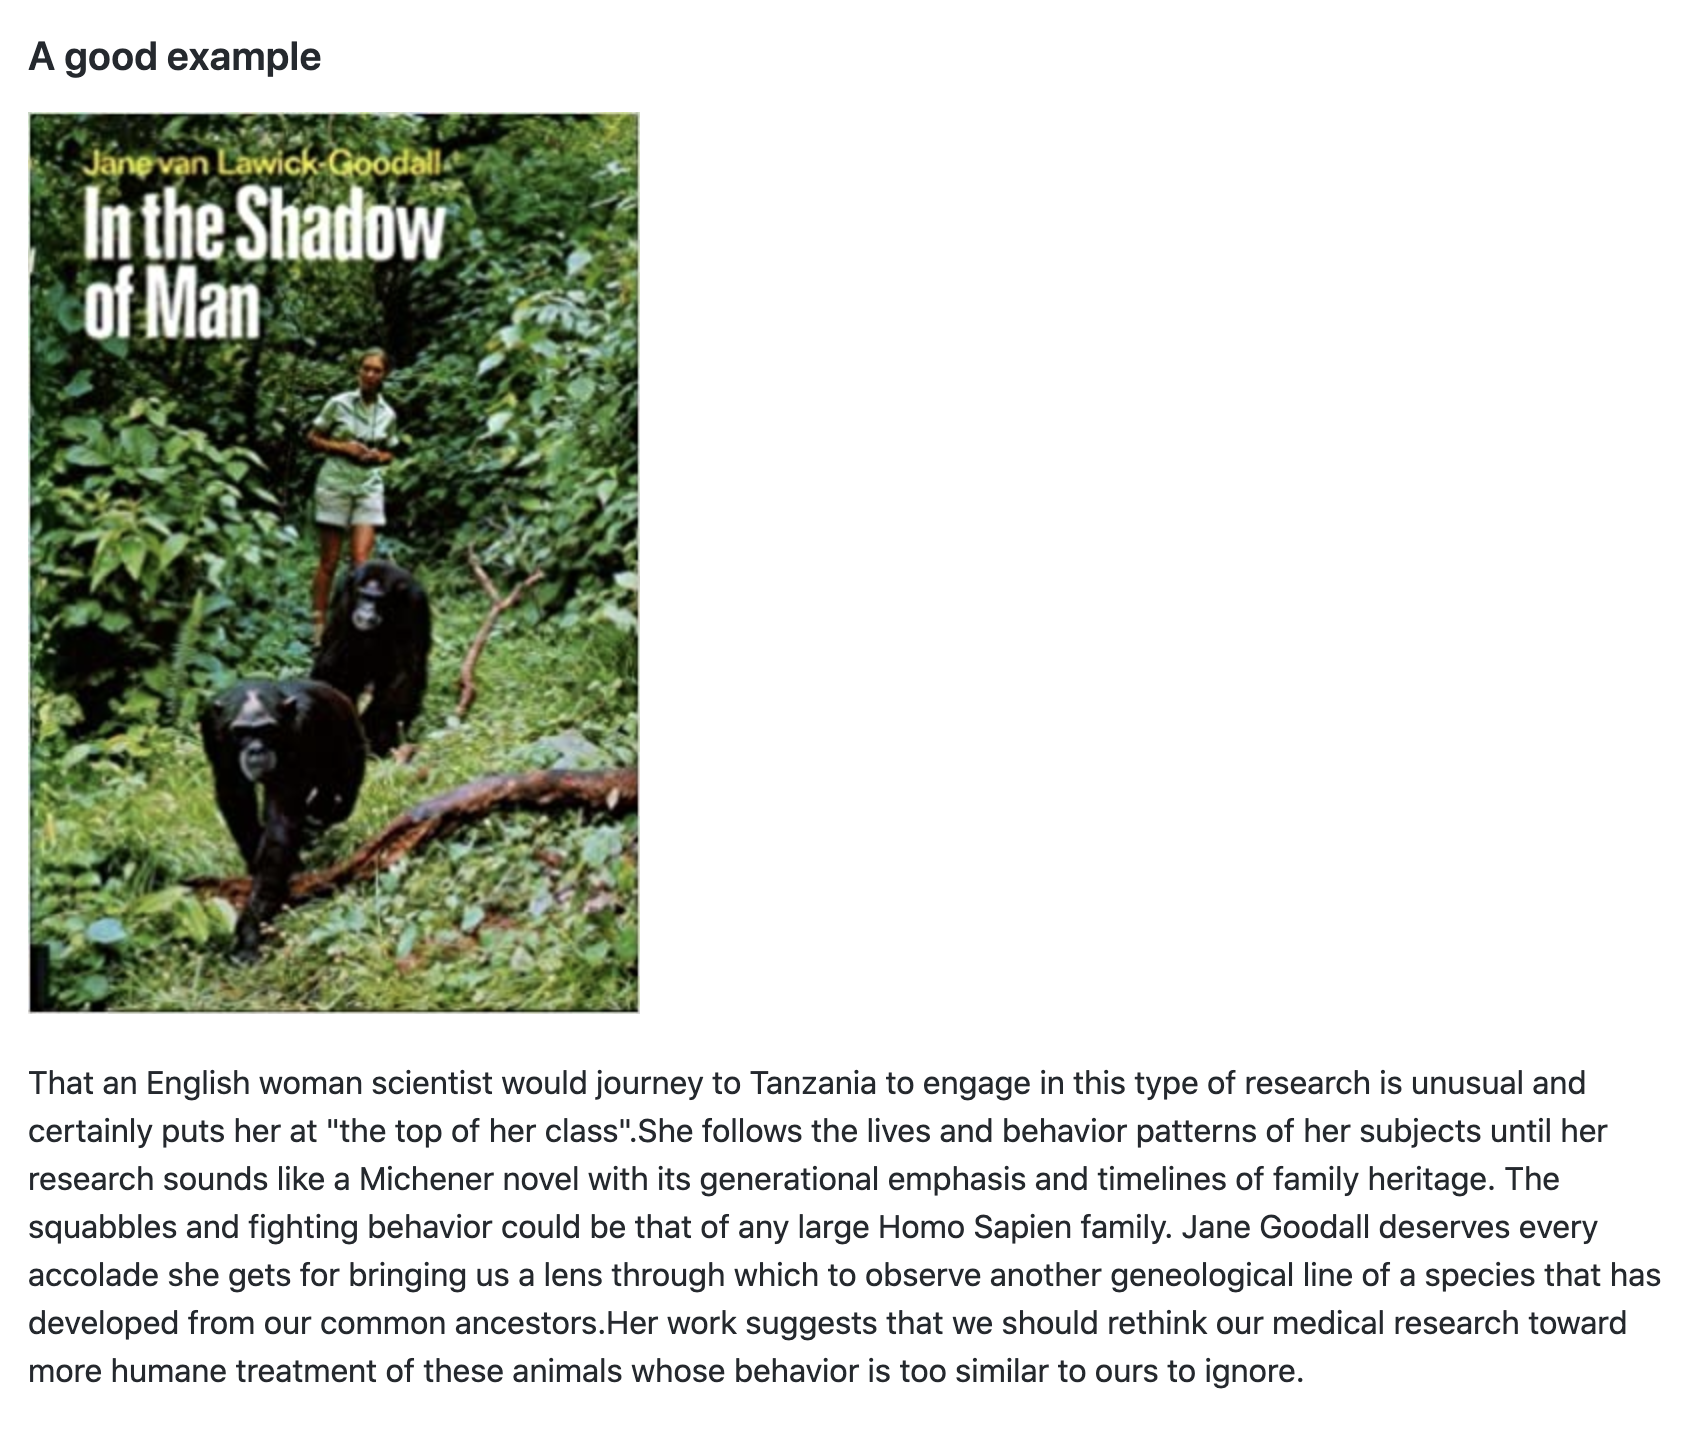 A good example
Jane van Lawick-Goodall
In the Shadow
of Man
That an English woman scientist would journey to Tanzania to engage in this type of research is unusual and
certainly puts her at "the top of her class".She follows the lives and behavior patterns of her subjects until her
research sounds like a Michener novel with its generational emphasis and timelines of family heritage. The
squabbles and fighting behavior could be that of any large Homo Sapien family. Jane Goodall deserves every
accolade she gets for bringing us a lens through which to observe another geneological line of a species that has
developed from our common ancestors.Her work suggests that we should rethink our medical research toward
more humane treatment of these animals whose behavior is too similar to ours to ignore.